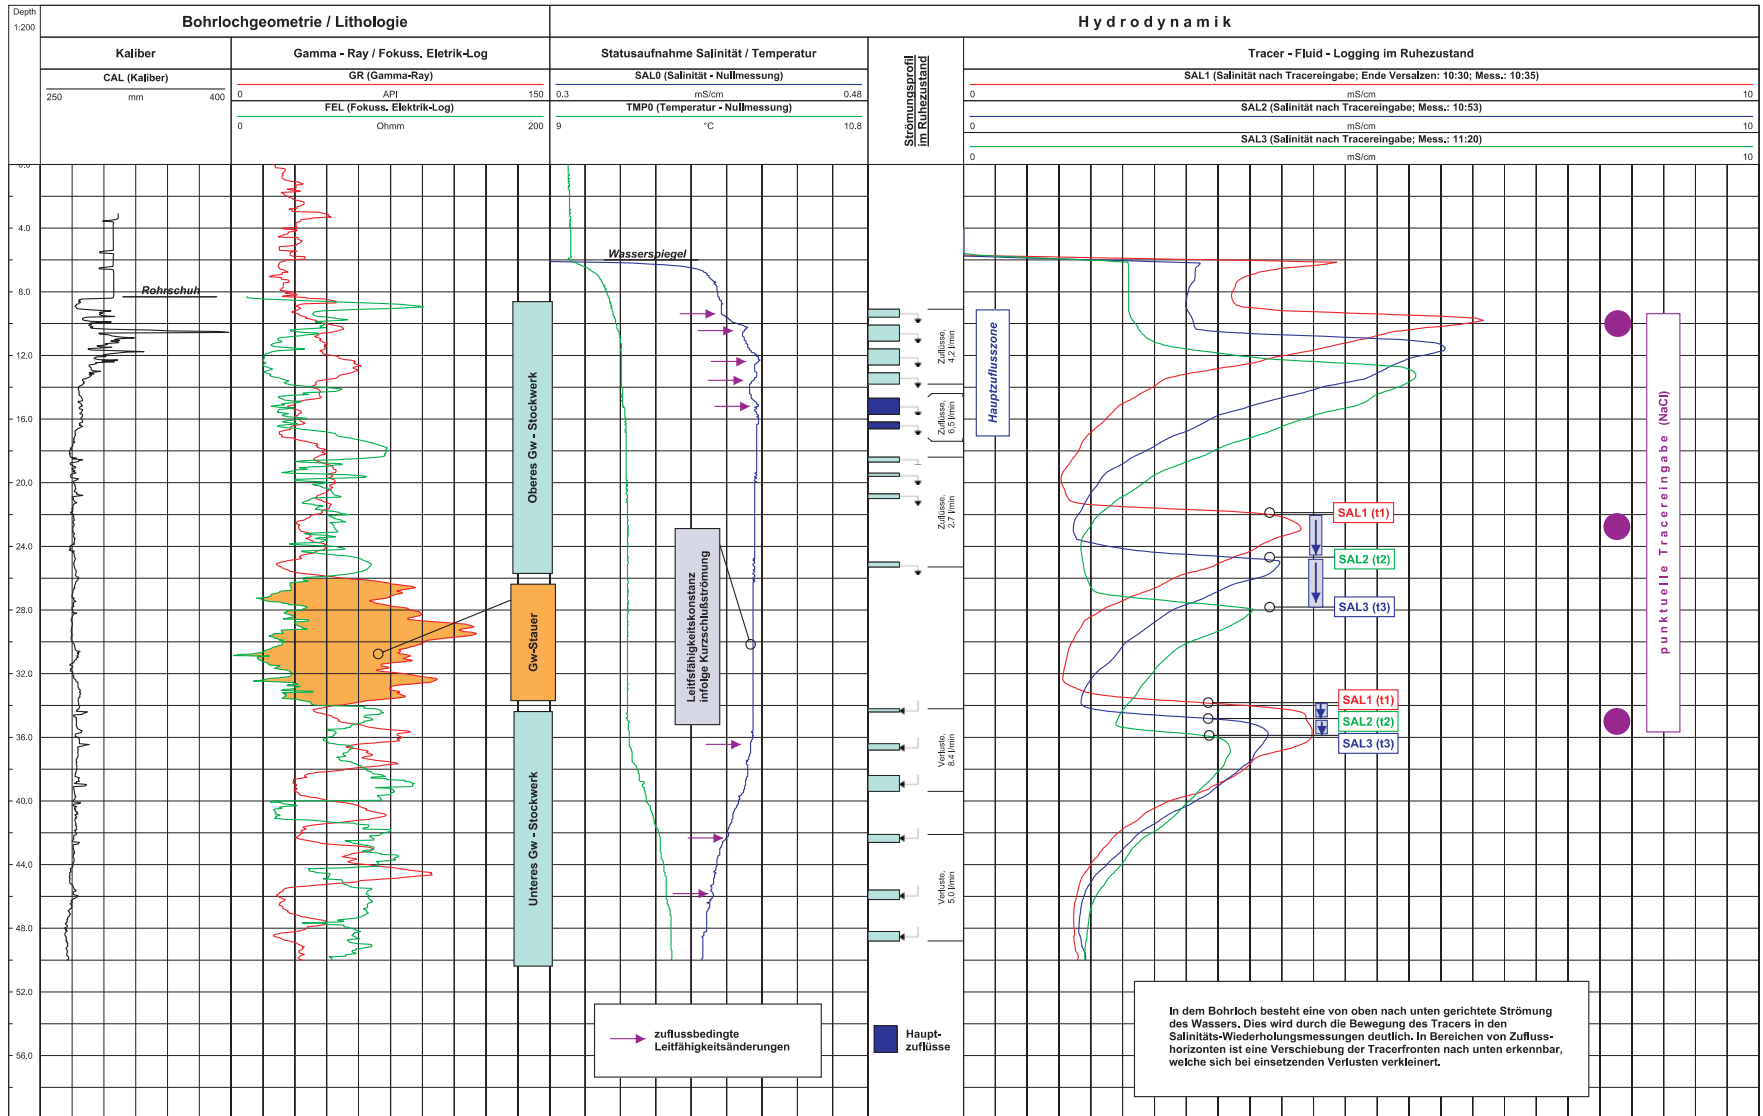 Depth
1:200
Bohrlochgeometrie / Lithologie
Hydrodynamik
Kaliber
Gamma - Ray / Fokuss. Eletrik-Log
Statusaufnahme Salinität / Temperatur
Strömungsprofil
im Ruhezustand
Tracer - Fluid - Logging im Ruhezustand
CAL (Kaliber)
250 mm 400
GR (Gamma-Ray)
0 API 150
FEL (Fokuss. Elektrik-Log)
0 Ohmm 200
SAL0 (Salinität - Nullmessung)
0.3 mS/cm 0.48
TMP0 (Temperatur - Nullmessung)
9 °C 10.8
SAL1 (Salinität nach Tracereingabe; Ende Versalzen: 10:30; Mess.: 10:35)
0 mS/cm 10
SAL2 (Salinität nach Tracereingabe; Mess.: 10:53)
0 mS/cm 10
SAL3 (Salinität nach Tracereingabe; Mess.: 11:20)
0 mS/cm 10
0.0
4.0
8.0
12.0
16.0
20.0
24.0
28.0
32.0
36.0
40.0
44.0
48.0
52.0
56.0
Rohrschuh
Oberes Gw - Stockwerk
Gw-Stauer
Unteres Gw - Stockwerk
Wasserspiegel
Leitfsfähigkeitskonstanz
infolge Kurzschlußströmung
Zuflüsse,
4,2 l/min
Zuflüsse,
6,5 l/min
Zuflüsse,
2.7 l/min
Verluste,
8.4 l/min
Verluste,
5.0 l/min
Hauptzuflusszone
SAL1 (t1)
SAL2 (t2)
SAL3 (t3)
SAL1 (t1)
SAL2 (t2)
SAL3 (t3)
punktuelle Tracereingabe (NaCl)
zuflussbedingte
Leitfähigkeitsänderungen
Haupt-
zuflüsse
In dem Bohrloch besteht eine von oben nach unten gerichtete Strömung
des Wassers. Dies wird durch die Bewegung des Tracers in den
Salinitäts-Wiederholungsmessungen deutlich. In Bereichen von Zufluss-
horizonten ist eine Verschiebung der Tracerfronten nach unten erkennbar,
welche sich bei einsetzenden Verlusten verkleinert.